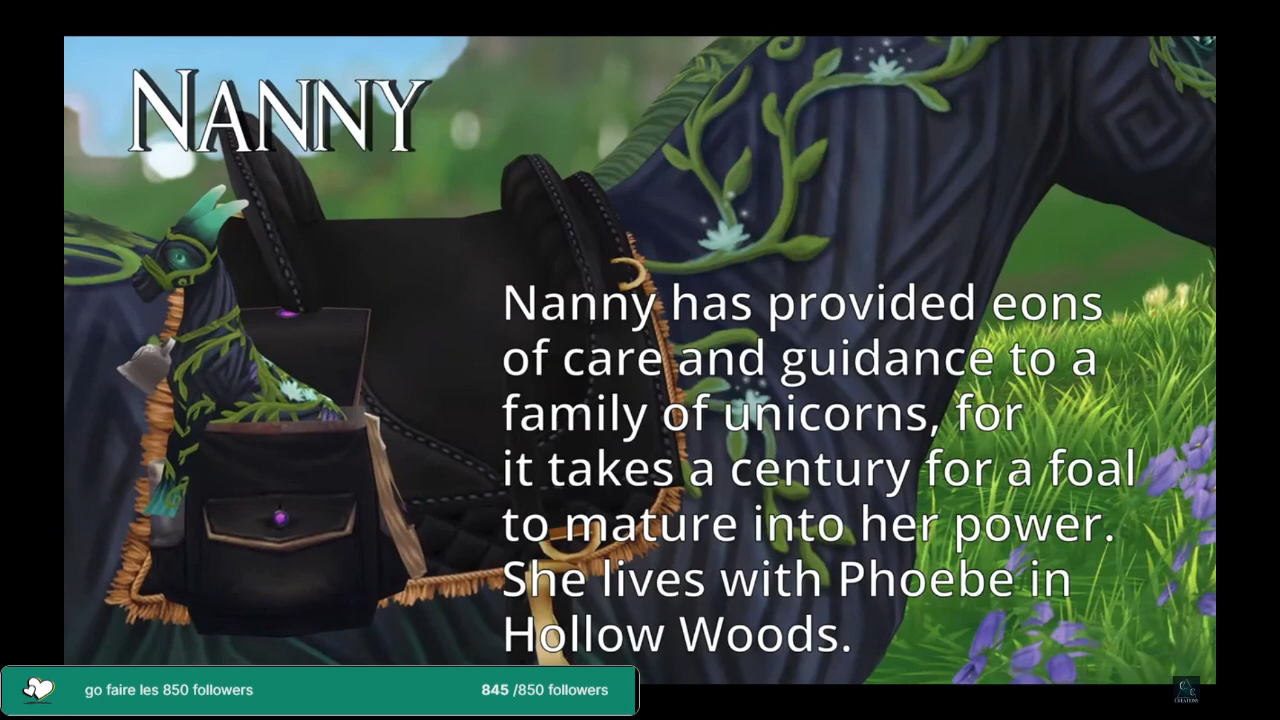 NANNY
Nanny has provided eons
of care and guidance to a
family of unicorns, for
it takes a century for a foal
to mature into her power.
She lives with Phoebe in
Hollow Woods.
go faire les 850 followers
845 /850 followers
CREATIONS